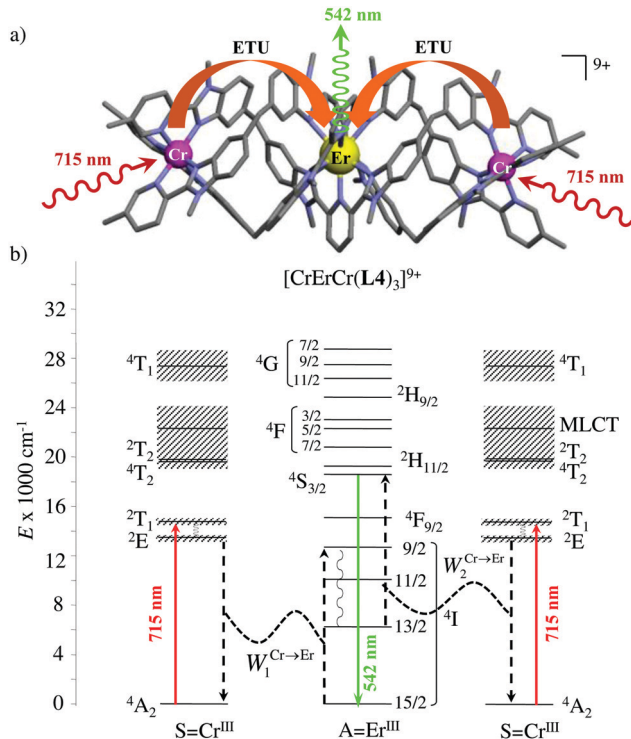 a)
542 nm
ETU
ETU
9+
715 nm
Cr
Er
Cr
715 nm
b)
[CrErCr(L4)₃]⁹⁺
E x 1000 cm⁻¹
32
28
24
20
16
12
8
4
0
⁴T₁
²T₂
⁴T₂
²T₁
²E
⁴A₂
715 nm
W₁ᶜʳ→ᴱʳ
⁴G
7/2
9/2
11/2
²H₉/₂
⁴F
3/2
5/2
7/2
²H₁₁/₂
⁴S₃/₂
⁴F₉/₂
9/2
11/2
13/2
15/2
⁴I
542 nm
W₂ᶜʳ→ᴱʳ
⁴T₁
MLCT
²T₂
⁴T₂
²T₁
²E
715 nm
⁴A₂
S=Crᴵᴵᴵ
A=Erᴵᴵᴵ
S=Crᴵᴵᴵ